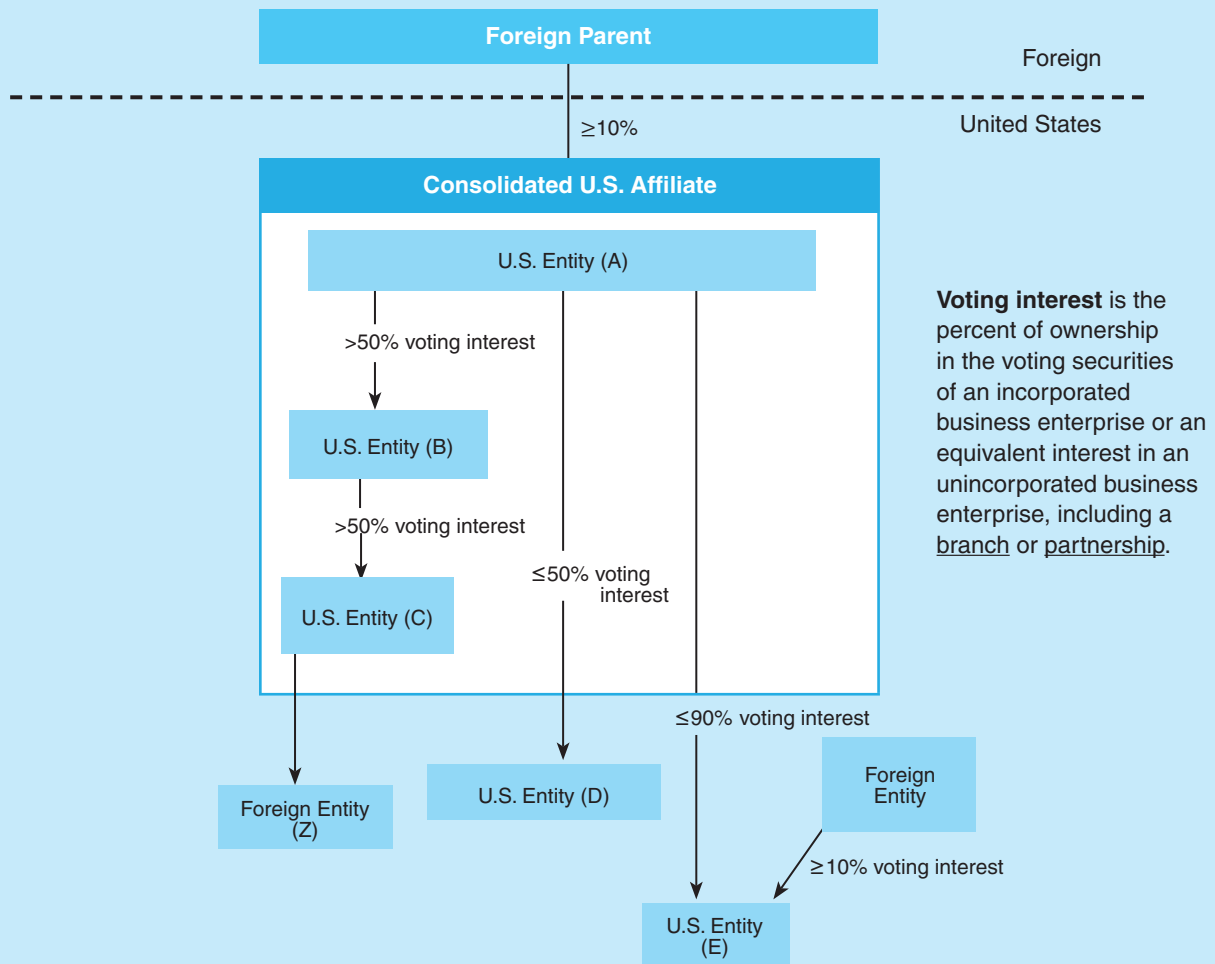 Foreign Parent
Foreign
United States
≥10%
Consolidated U.S. Affiliate
U.S. Entity (A)
>50% voting interest
U.S. Entity (B)
>50% voting interest
U.S. Entity (C)
≤50% voting
interest
Voting interest is the
percent of ownership
in the voting securities
of an incorporated
business enterprise or an
equivalent interest in an
unincorporated business
enterprise, including a
branch or partnership.
≤90% voting interest
Foreign Entity
(Z)
U.S. Entity (D)
Foreign
Entity
≥10% voting interest
U.S. Entity
(E)